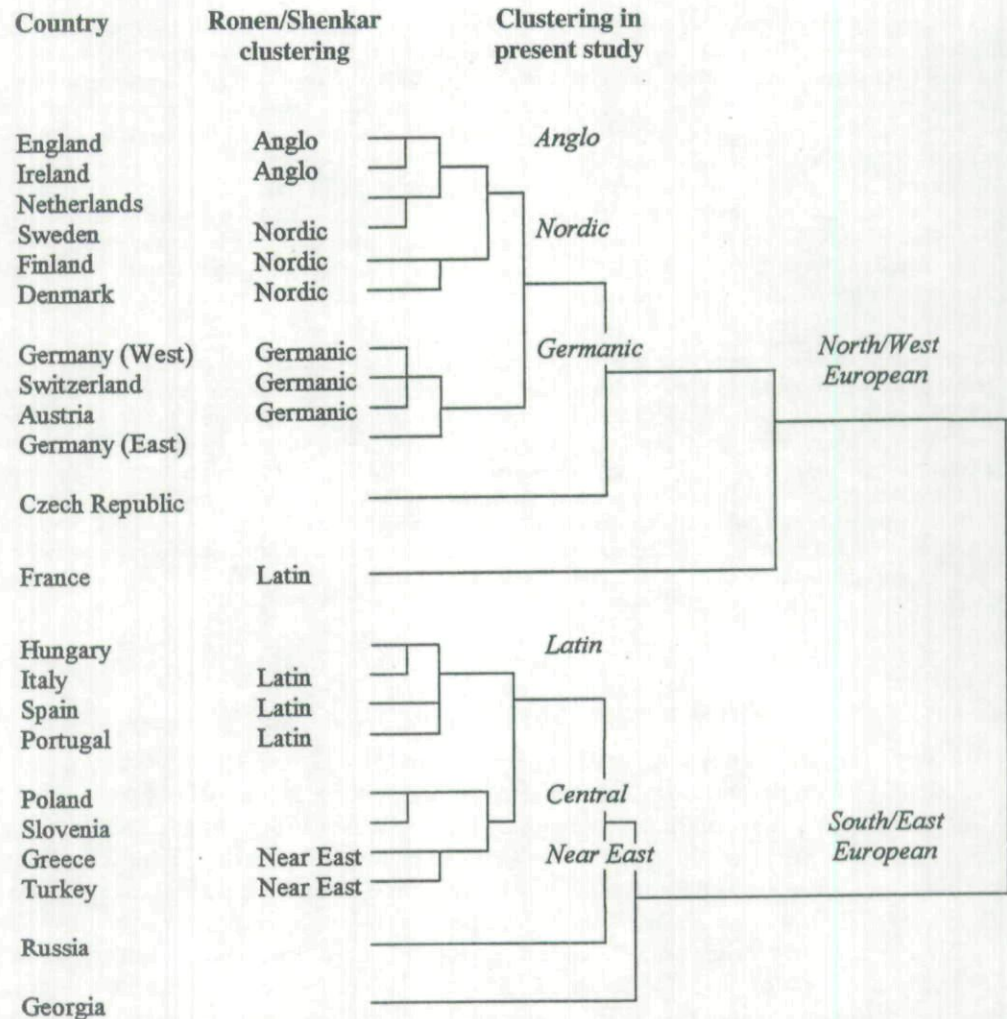 Country Ronen/Shenkar Clustering in
clustering present study
England Anglo Anglo
Ireland Anglo
Netherlands
Sweden Nordic Nordic
Finland Nordic
Denmark Nordic
Germany (West) Germanic Germanic North/West
Switzerland Germanic European
Austria Germanic
Germany (East)
Czech Republic
France Latin
Hungary Latin
Italy Latin
Spain Latin
Portugal Latin
Poland Central
Slovenia South/East
Greece Near East Near East European
Turkey Near East
Russia
Georgia